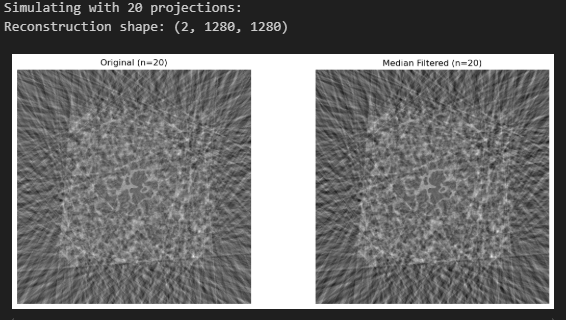 Simulating with 20 projections:
Reconstruction shape: (2, 1280, 1280)
Original (n=20)
Median Filtered (n=20)